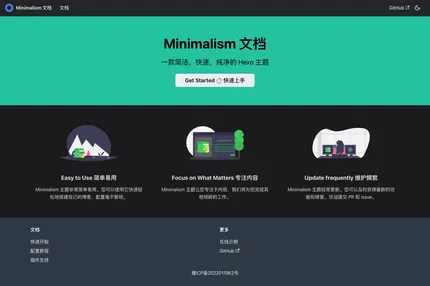 Minimalism 文档 文档 GitHub
Minimalism 文档
一款简洁、快速，纯净的 Hexo 主题
Get Started ⏱️ 快速上手
Easy to Use 简单易用
Minimalism 主题非常简单易用，您可以使用它快速轻
松地搭建自己的博客，配置毫不繁琐。
Focus on What Matters 专注内容
Minimalism 主题让您专注于内容，我们将为您完成其
他琐碎的工作。
Update frequently 维护频繁
Minimalism 主题经常更新，您可以及时获得最新的功
能和修复，欢迎提交 PR 和 Issue。
文档
快速开始
配置教程
插件支持
更多
在线示例
GitHub
豫ICP备2022011962号